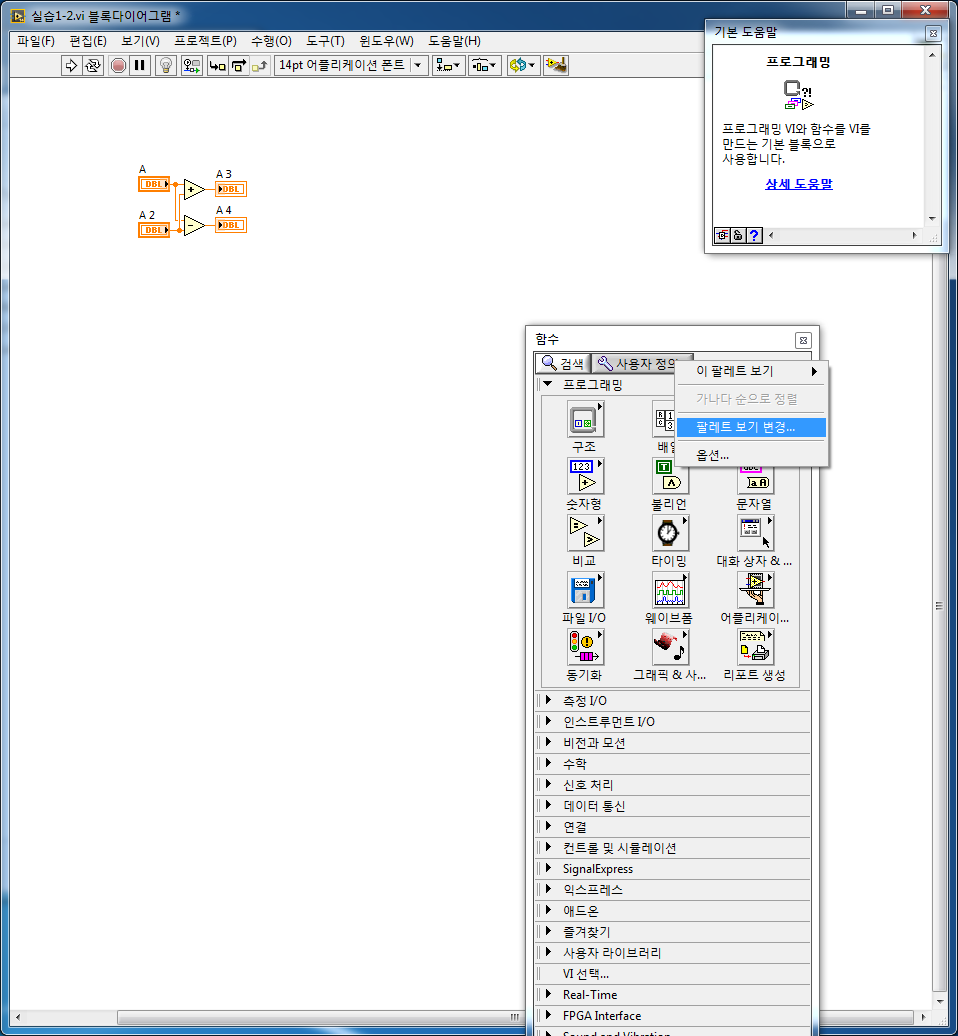 실습1-2.vi 블록다이어그램 *
파일(F) 편집(E) 보기(V) 프로젝트(P) 수행(O) 도구(T) 윈도우(W) 도움말(H)
14pt 어플리케이션 폰트
기본 도움말
프로그래밍
프로그래밍 VI와 함수를 VI를
만드는 기본 블록으로
사용합니다.
상세 도움말
A
DBL
A 2
DBL
A 3
DBL
A 4
DBL
함수
검색 사용자 정의
이 팔레트 보기
가나다 순으로 정렬
팔레트 보기 변경...
옵션...
프로그래밍
구조
숫자형 불리언 문자열
비교 타이밍 대화 상자 & ...
파일 I/O 웨이브폼 어플리케이...
동기화 그래픽 & 사... 리포트 생성
측정 I/O
인스트루먼트 I/O
비전과 모션
수학
신호 처리
데이터 통신
연결
컨트롤 및 시뮬레이션
SignalExpress
익스프레스
애드온
즐겨찾기
사용자 라이브러리
VI 선택...
Real-Time
FPGA Interface
Sound and Vibration